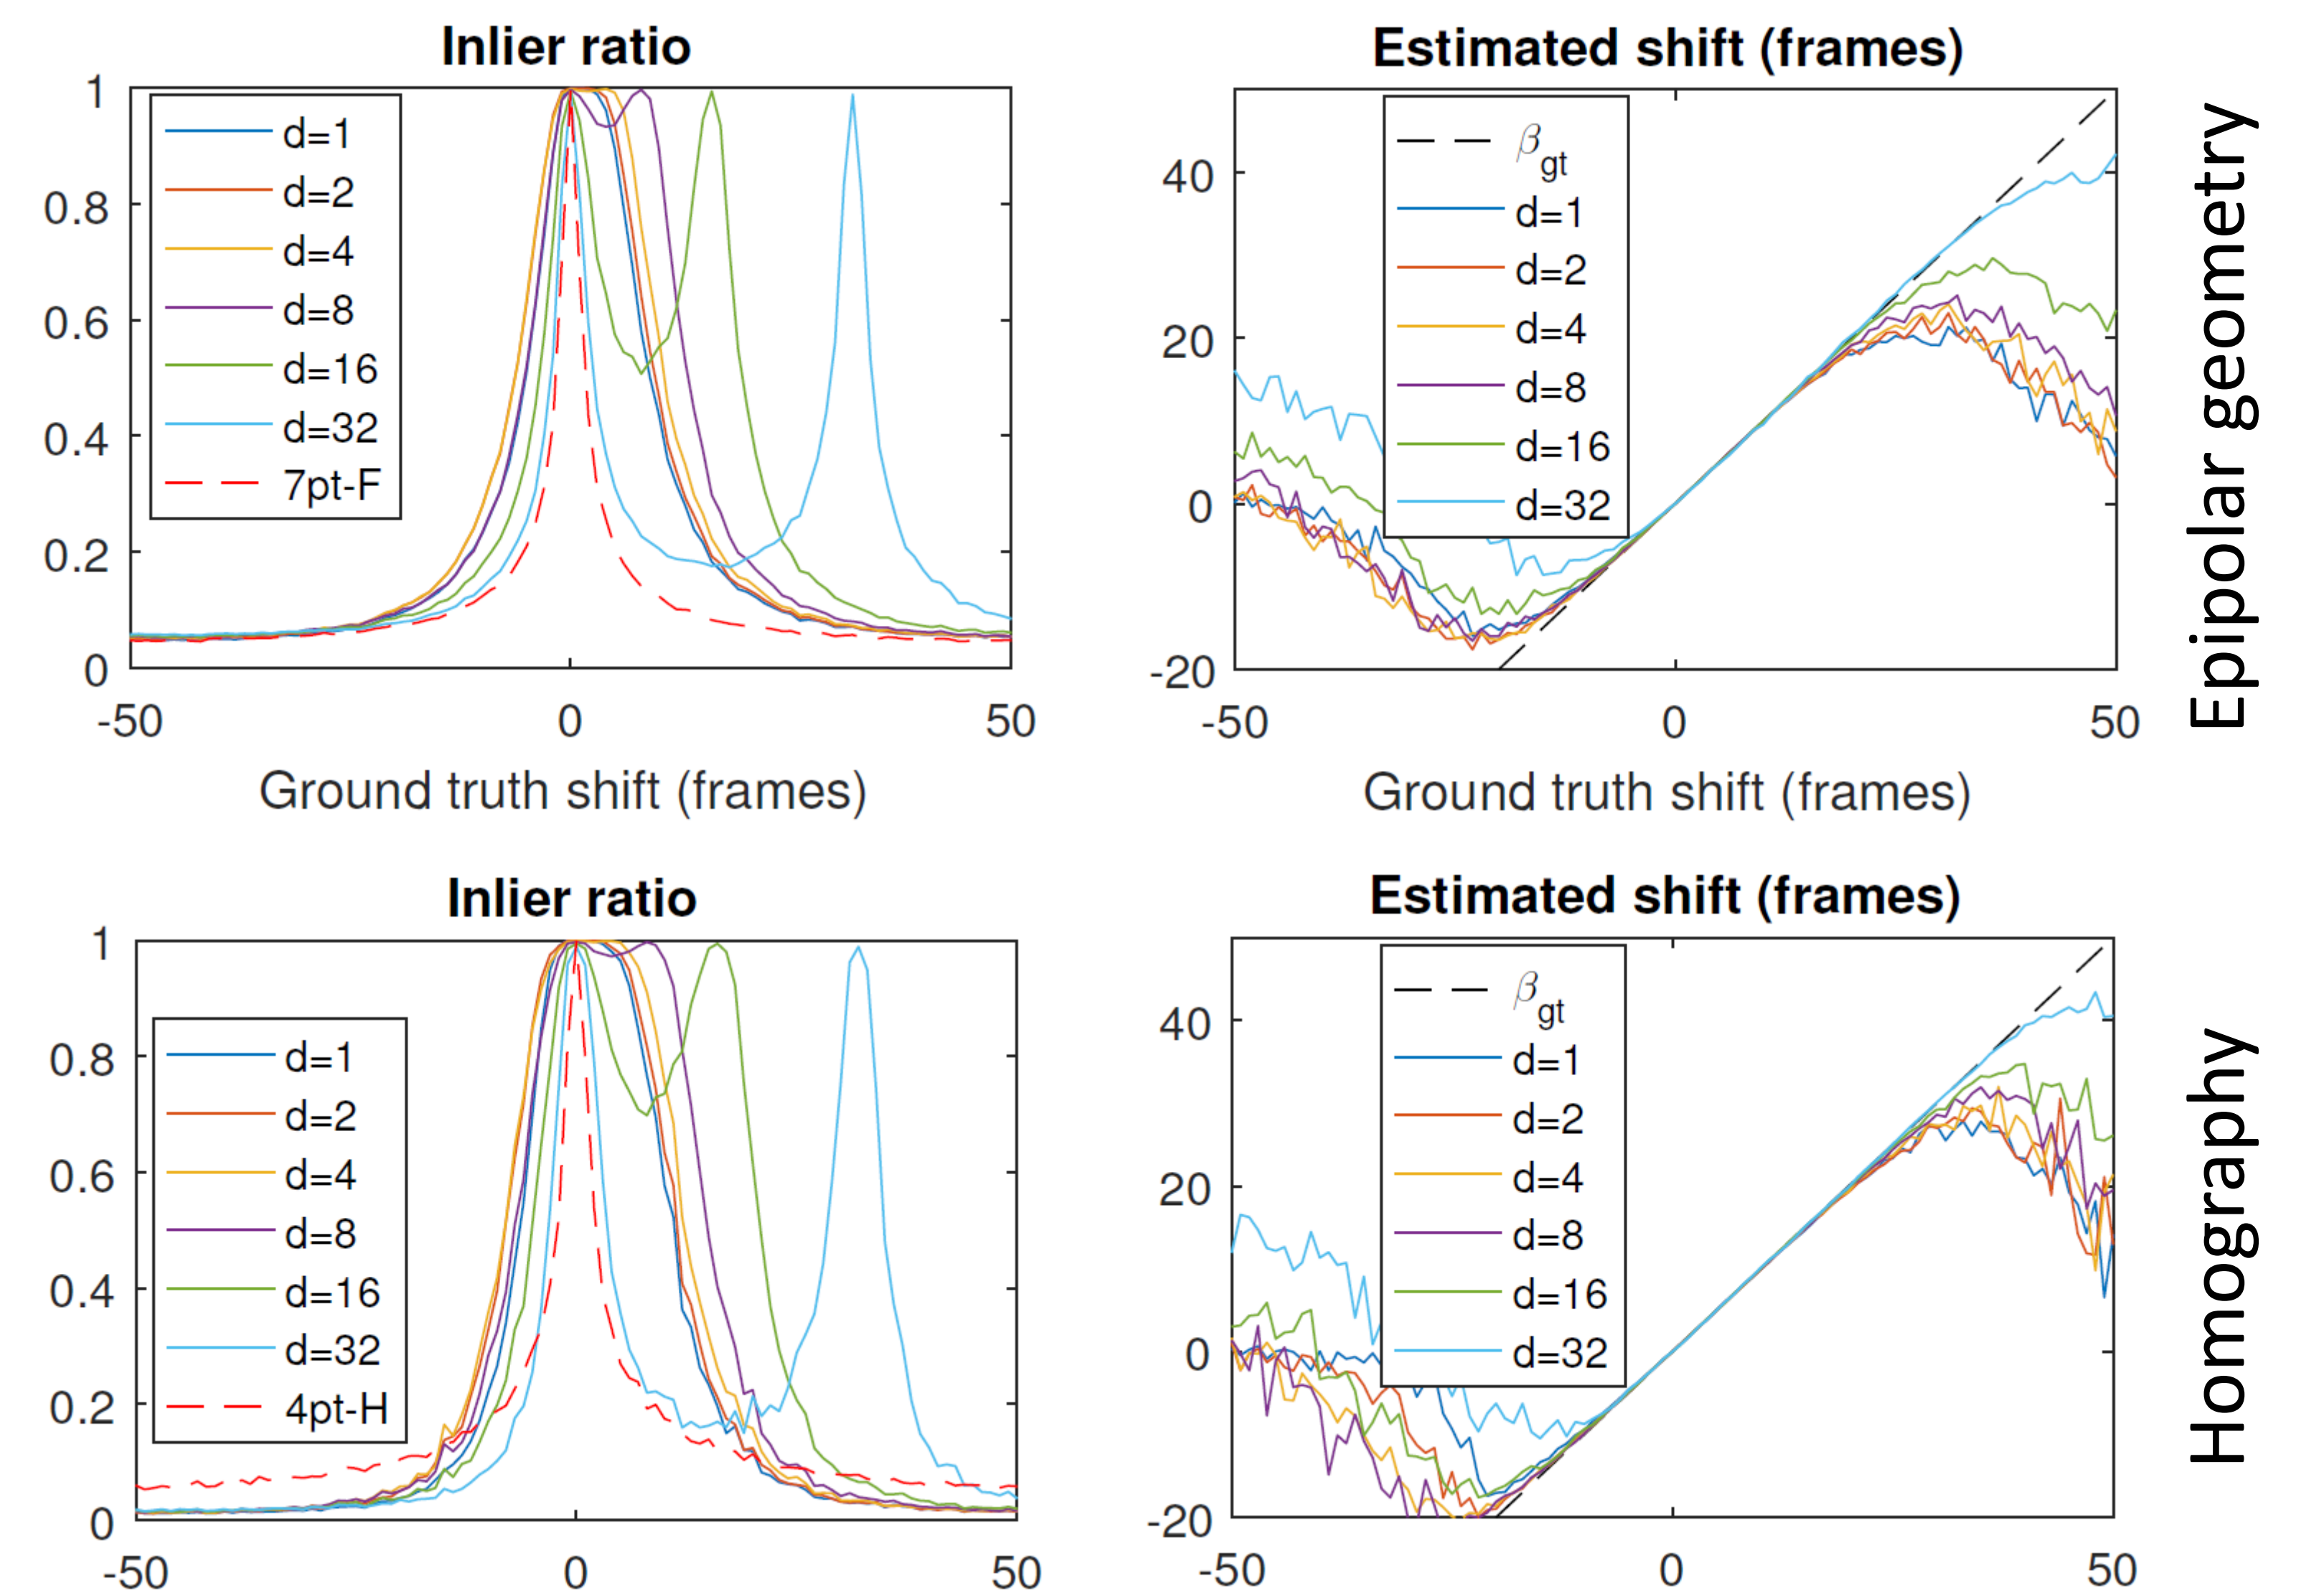 Inlier ratio
1
0.8
0.6
0.4
0.2
0
-50
0
50
d=1
d=2
d=4
d=8
d=16
d=32
7pt-F
Ground truth shift (frames)
Estimated shift (frames)
40
20
0
-20
-50
0
50
βgt
d=1
d=2
d=4
d=8
d=16
d=32
Ground truth shift (frames)
Epipolar geometry
Inlier ratio
1
0.8
0.6
0.4
0.2
0
-50
0
50
d=1
d=2
d=4
d=8
d=16
d=32
4pt-H
Estimated shift (frames)
40
20
0
-20
-50
0
50
βgt
d=1
d=2
d=4
d=8
d=16
d=32
Homography